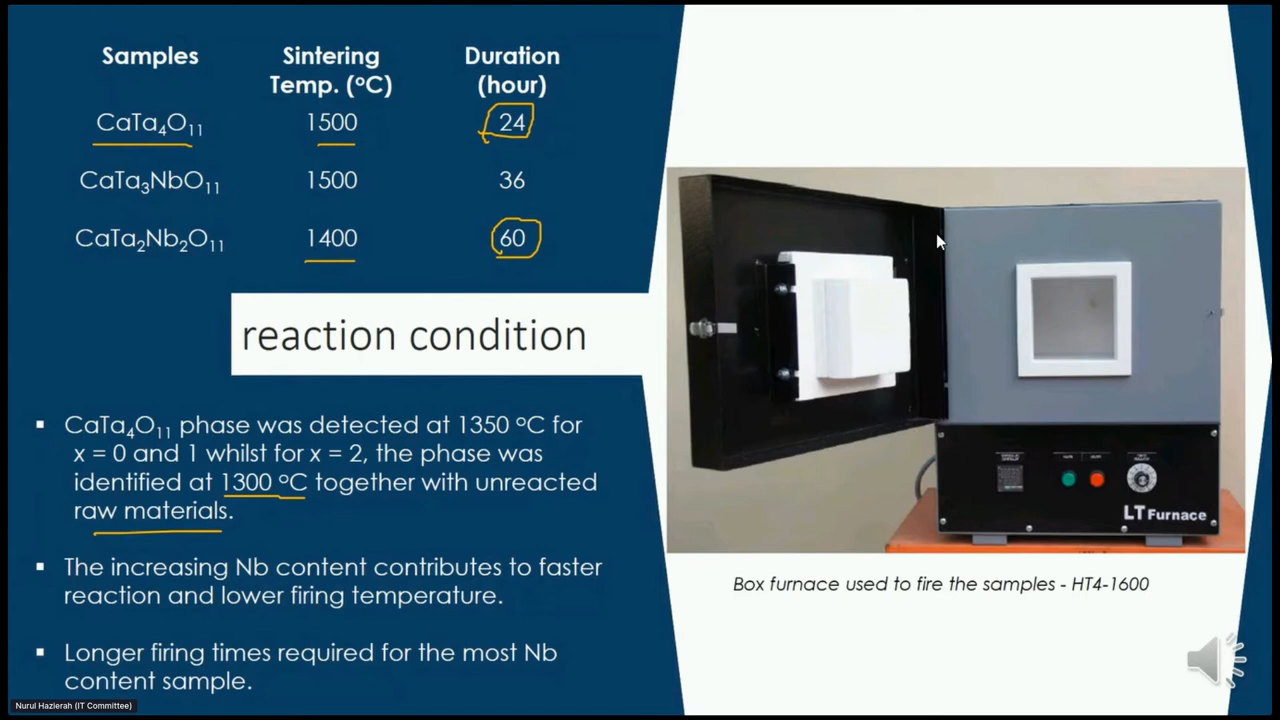 Samples Sintering Temp. (°C) Duration (hour)
CaTa₄O₁₁ 1500 24
CaTa₃NbO₁₁ 1500 36
CaTa₂Nb₂O₁₁ 1400 60
reaction condition
▪ CaTa₄O₁₁ phase was detected at 1350 °C for
x = 0 and 1 whilst for x = 2, the phase was
identified at 1300 °C together with unreacted
raw materials.
▪ The increasing Nb content contributes to faster
reaction and lower firing temperature.
▪ Longer firing times required for the most Nb
content sample.
LT Furnace
Box furnace used to fire the samples - HT4-1600
Nurul Hazierah (IT Committee)